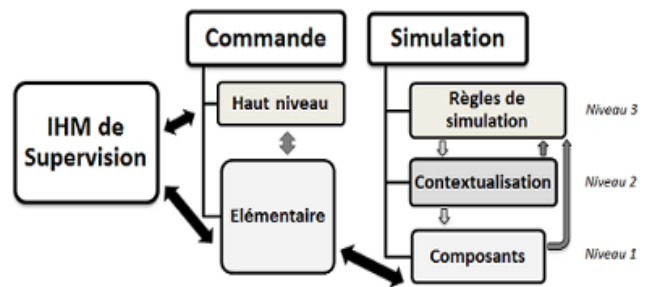 Commande
Simulation
IHM de
Supervision
Haut niveau
Elémentaire
Règles de
simulation
Niveau 3
Contextualisation
Niveau 2
Composants
Niveau 1